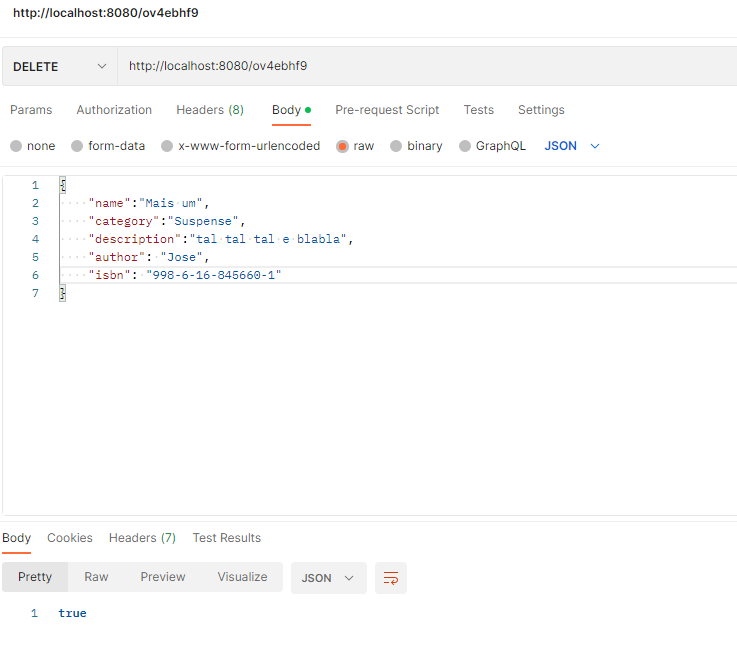 http://localhost:8080/ov4ebhf9
DELETE http://localhost:8080/ov4ebhf9
Params Authorization Headers (8) Body Pre-request Script Tests Settings
none form-data x-www-form-urlencoded raw binary GraphQL JSON
1 {
2 "name":"Mais um",
3 "category":"Suspense",
4 "description":"tal tal tal e blabla",
5 "author": "Jose",
6 "isbn": "998-6-16-845660-1"
7 }
Body Cookies Headers (7) Test Results
Pretty Raw Preview Visualize JSON
1 true